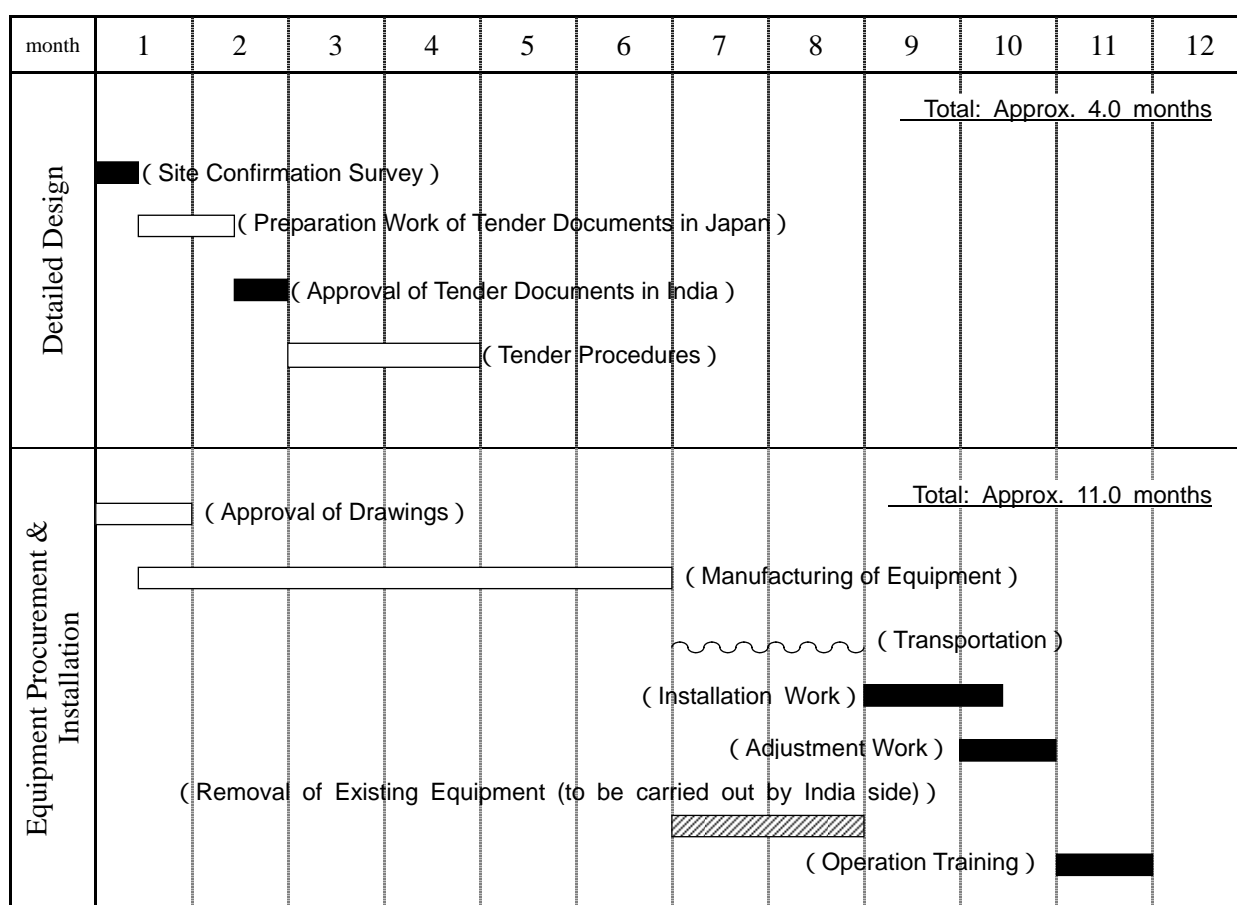 month 1 2 3 4 5 6 7 8 9 10 11 12
Detailed Design
Total: Approx. 4.0 months
( Site Confirmation Survey )
( Preparation Work of Tender Documents in Japan )
( Approval of Tender Documents in India )
( Tender Procedures )
Equipment Procurement &
Installation
Total: Approx. 11.0 months
( Approval of Drawings )
( Manufacturing of Equipment )
( Transportation )
( Installation Work )
( Adjustment Work )
( Removal of Existing Equipment (to be carried out by India side) )
( Operation Training )